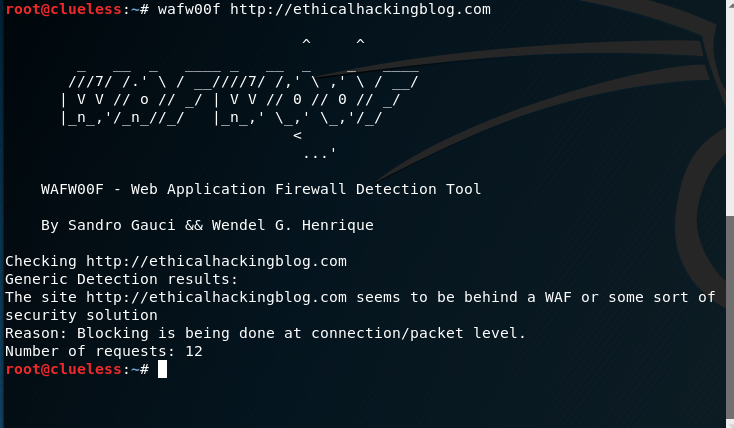 root@clueless:~# wafw00f http://ethicalhackingblog.com
                                 ^     ^
        _   __  _   ____ _   __  _    _   ____
       ///7/ /.' \ / __////7/ /,' \ ,' \ / __/
      | V V // o // _/ | V V // 0 // 0 // _/
      |_n_,'/_n_//_/   |_n_,' \_,' \_,'/_/
                                <
                                 ...'
    WAFW00F - Web Application Firewall Detection Tool
    By Sandro Gauci && Wendel G. Henrique
Checking http://ethicalhackingblog.com
Generic Detection results:
The site http://ethicalhackingblog.com seems to be behind a WAF or some sort of
security solution
Reason: Blocking is being done at connection/packet level.
Number of requests: 12
root@clueless:~#